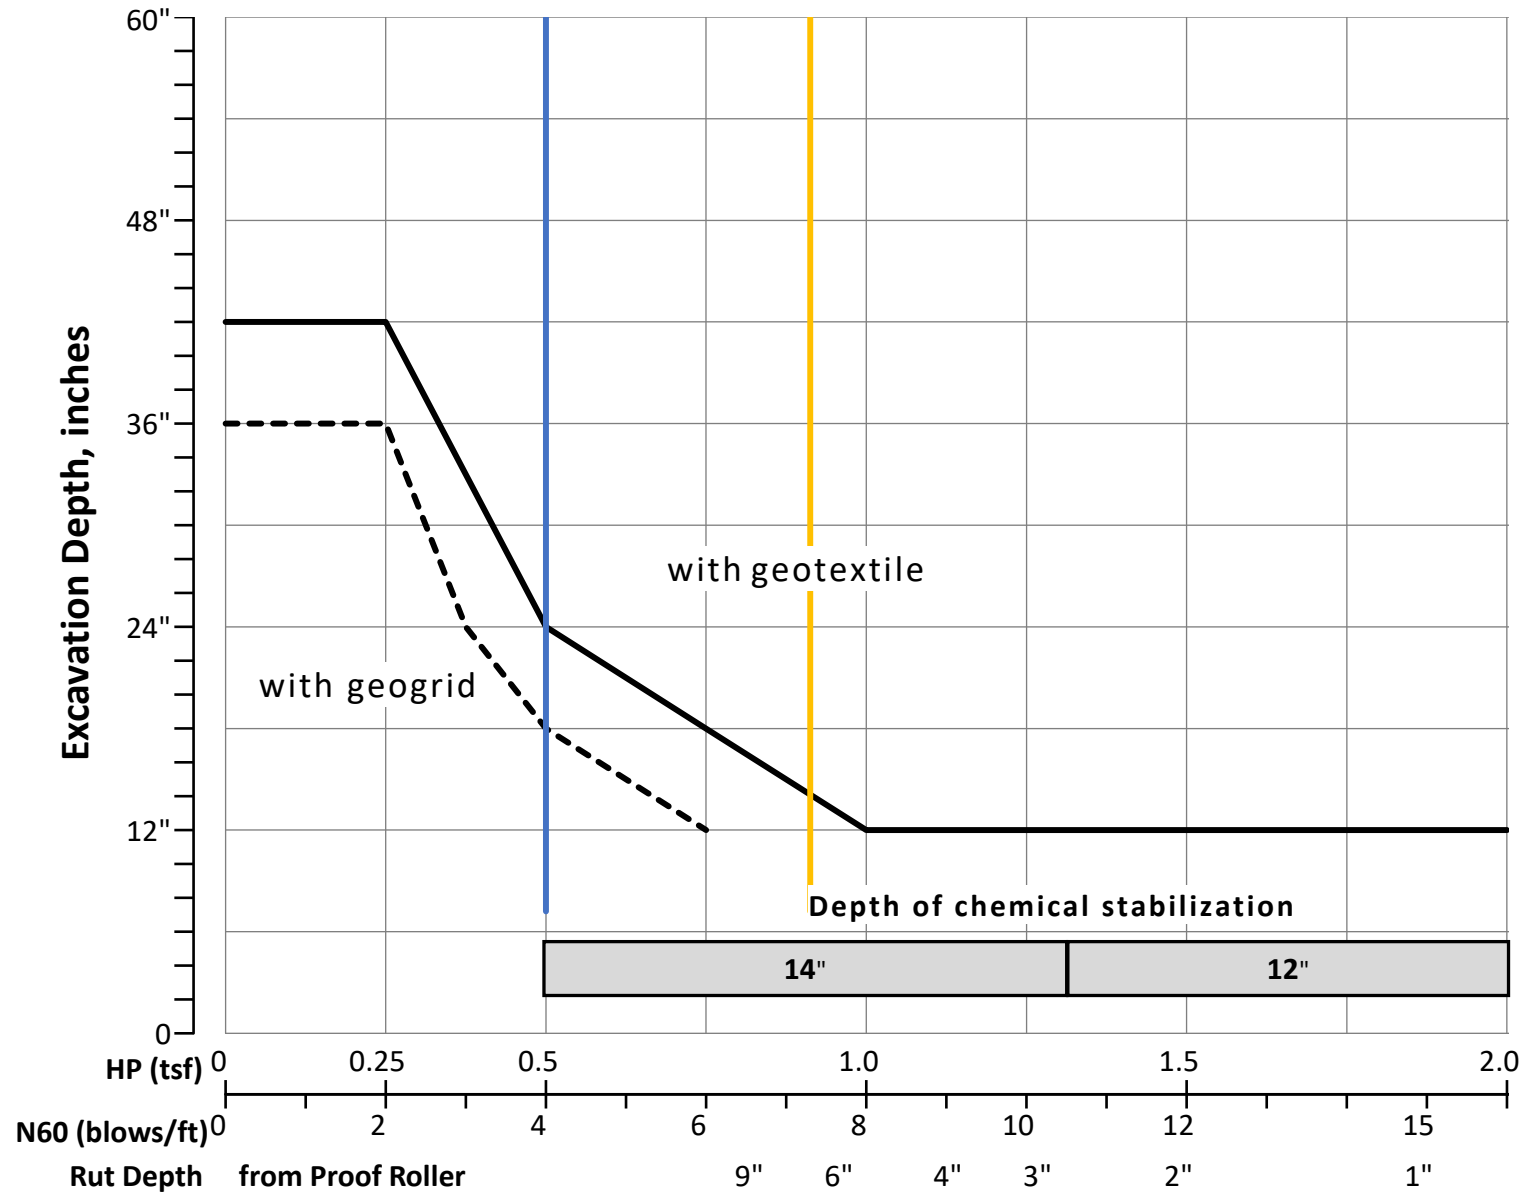 60"
48"
36"
24"
12"
0
Excavation Depth, inches
with geotextile
with geogrid
Depth of chemical stabilization
14" 12"
HP (tsf) 0 0.25 0.5 1.0 1.5 2.0
N60 (blows/ft) 0 2 4 6 8 10 12 15
Rut Depth from Proof Roller 9" 6" 4" 3" 2" 1"